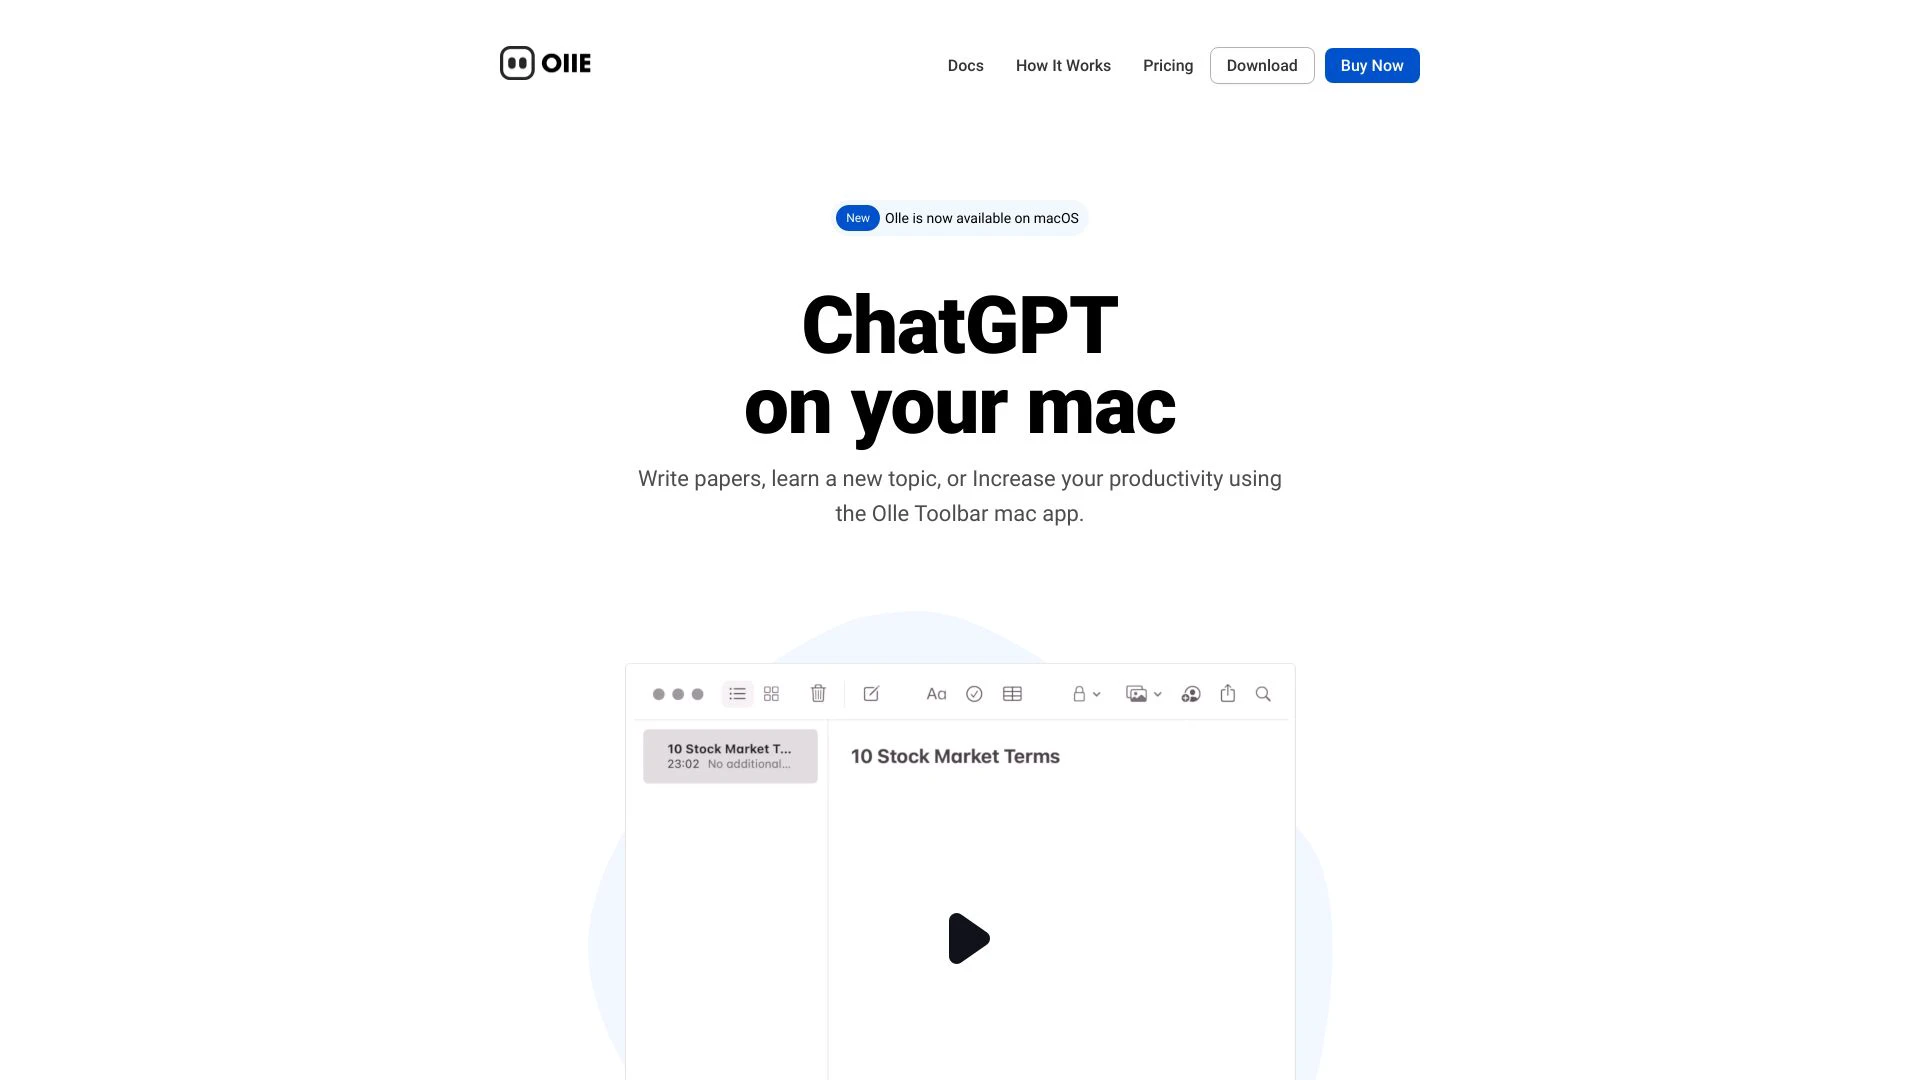 OllE
Docs
How It Works
Pricing
Download
Buy Now
New
Olle is now available on macOS
ChatGPT
on your mac
Write papers, learn a new topic, or Increase your productivity using
the Olle Toolbar mac app.
Aa
10 Stock Market T...
23:02 No additional...
10 Stock Market Terms